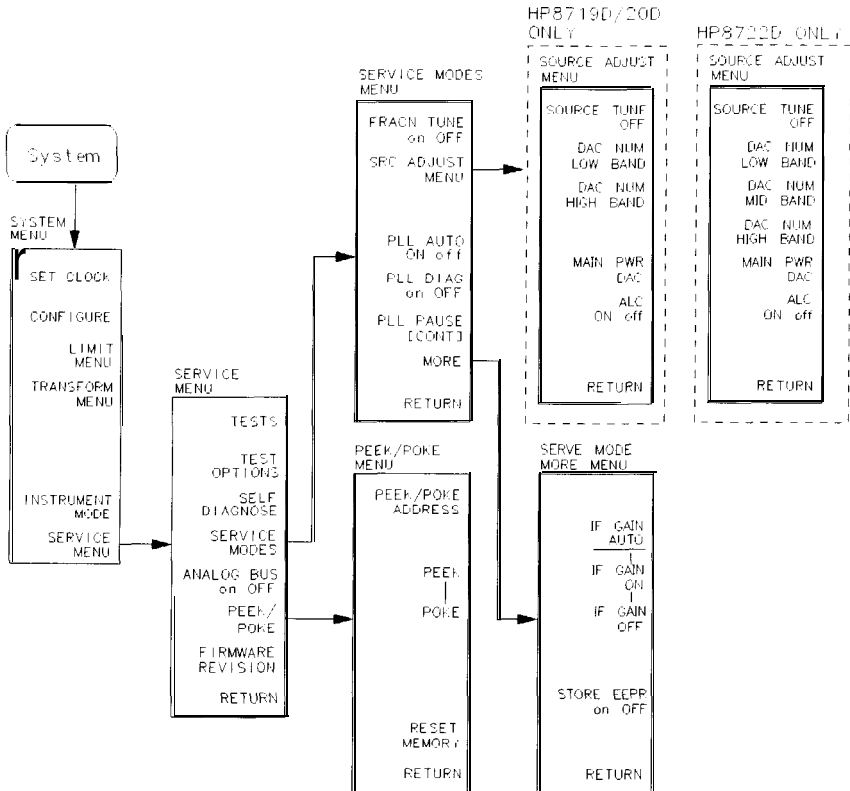 System
SYSTEM
MENU
SET CLOCK
CONFIGURE
LIMIT
MENU
TRANSFORM
MENU
INSTRUMENT
MODE
SERVICE
MENU
SERVICE
MENU
TESTS
TEST
OPTIONS
SELF
DIAGNOSE
SERVICE
MODES
ANALOG BUS
on OFF
PEEK/
POKE
FIRMWARE
REVISION
RETURN
SERVICE MODES
MENU
FRACN TUNE
on OFF
SRC ADJUST
MENU
PLL AUTO
ON off
PLL DIAG
on OFF
PLL PAUSE
[CONT]
MORE
RETURN
PEEK/POKE
MENU
PEEK/POKE
ADDRESS
PEEK
POKE
RESET
MEMORY
RETURN
HP8719D/20D
ONLY
SOURCE ADJUST
MENU
SOURCE TUNE
OFF
DAC NUM
LOW BAND
DAC NUM
HIGH BAND
MAIN PWR
DAC
ALC
ON off
RETURN
HP8722D ONLY
SOURCE ADJUST
MENU
SOURCE TUNE
OFF
DAC NUM
LOW BAND
DAC NUM
MID BAND
DAC NUM
HIGH BAND
MAIN PWR
DAC
ALC
ON off
RETURN
SERVE MODE
MORE MENU
IF GAIN
AUTO
IF GAIN
ON
IF GAIN
OFF
STORE EEPR
on OFF
RETURN